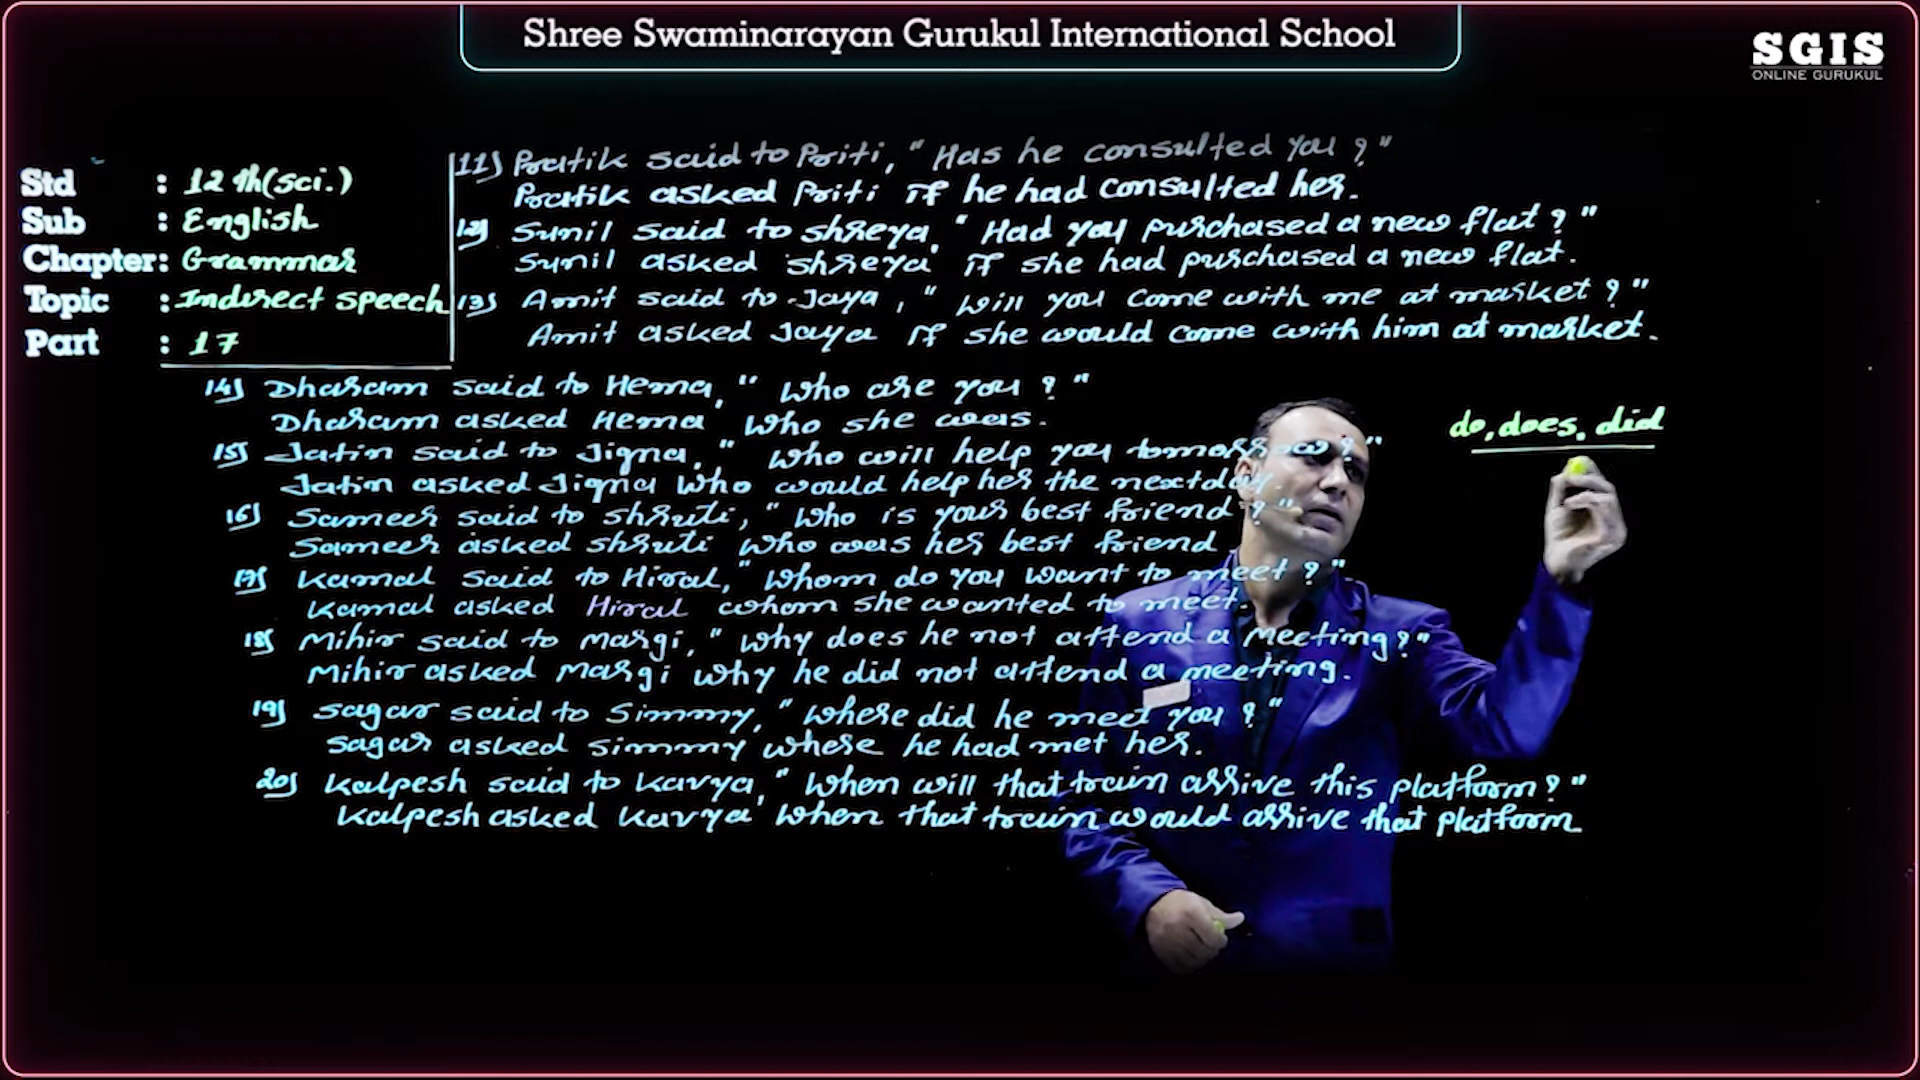 Shree Swaminarayan Gurukul International School
SGIS
ONLINE GURUKUL
Std : 12th(sci.)
Sub : English
Chapter: Grammar
Topic : Indirect speech
Part : 17
11) Pratik said to Priti, "Has he consulted you?"
Pratik asked Priti if he had consulted her.
12) Sunil said to shreya, "Had you purchased a new flat?"
Sunil asked shreya if she had purchased a new flat.
13) Amit said to Jaya, "will you come with me at market?"
Amit asked Jaya if she would come with him at market.
14) Dharam said to Hema, "who are you?"
Dharam asked Hema who she was.
15) Jatin said to Jigna, "who will help you tomorrow?"
Jatin asked Jigna who would help her the next day.
16) Sameer said to shruti, "who is your best friend?"
Sameer asked shruti who was her best friend
17) Kamal said to Hiral, "whom do you want to meet?"
Kamal asked Hiral whom she wanted to meet.
18) Mihir said to Margi, "why does he not attend a meeting?"
Mihir asked Margi why he did not attend a meeting.
19) Sagar said to Simmy, "where did he meet you?"
Sagar asked simmy where he had met her.
20) Kalpesh said to Kavya, "when will that train arrive this platform?"
Kalpesh asked Kavya when that train would arrive that platform
do, does, did